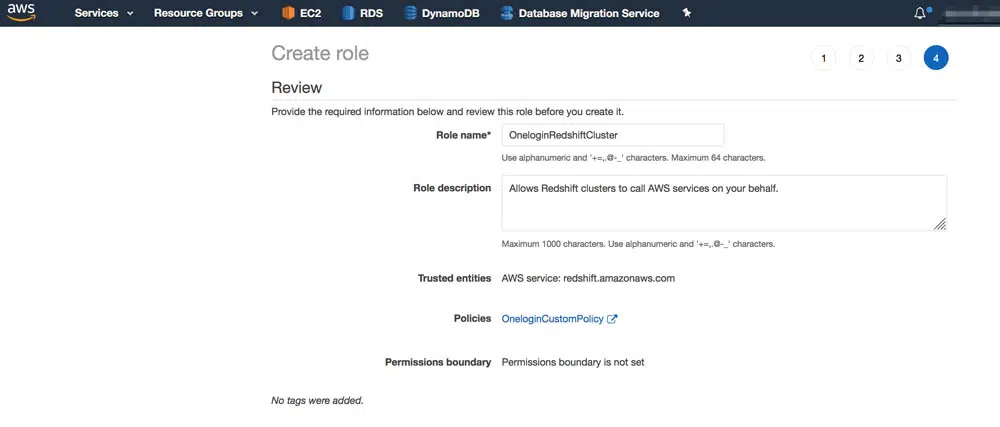 aws Services Resource Groups EC2 RDS DynamoDB Database Migration Service
Create role 1 2 3 4
Review
Provide the required information below and review this role before you create it.
Role name* OneloginRedshiftCluster
Use alphanumeric and '+=,.@-_' characters. Maximum 64 characters.
Role description Allows Redshift clusters to call AWS services on your behalf.
Maximum 1000 characters. Use alphanumeric and '+=,.@-_' characters.
Trusted entities AWS service: redshift.amazonaws.com
Policies OneloginCustomPolicy
Permissions boundary Permissions boundary is not set
No tags were added.